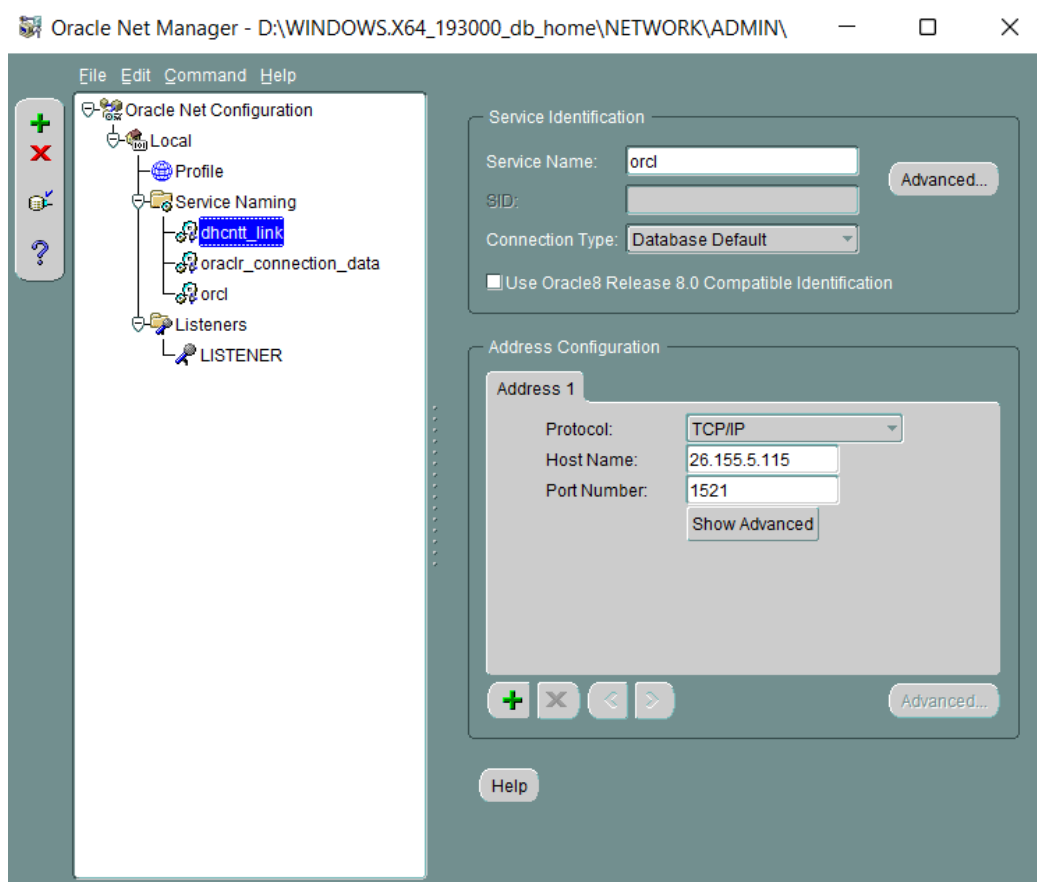 Oracle Net Manager - D:\WINDOWS.X64_193000_db_home\NETWORK\ADMIN\
File Edit Command Help
Oracle Net Configuration
Local
Profile
Service Naming
dhcntt_link
oraclr_connection_data
orcl
Listeners
LISTENER
Service Identification
Service Name: orcl
Advanced...
SID:
Connection Type: Database Default
Use Oracle8 Release 8.0 Compatible Identification
Address Configuration
Address 1
Protocol: TCP/IP
Host Name: 26.155.5.115
Port Number: 1521
Show Advanced
Advanced...
Help